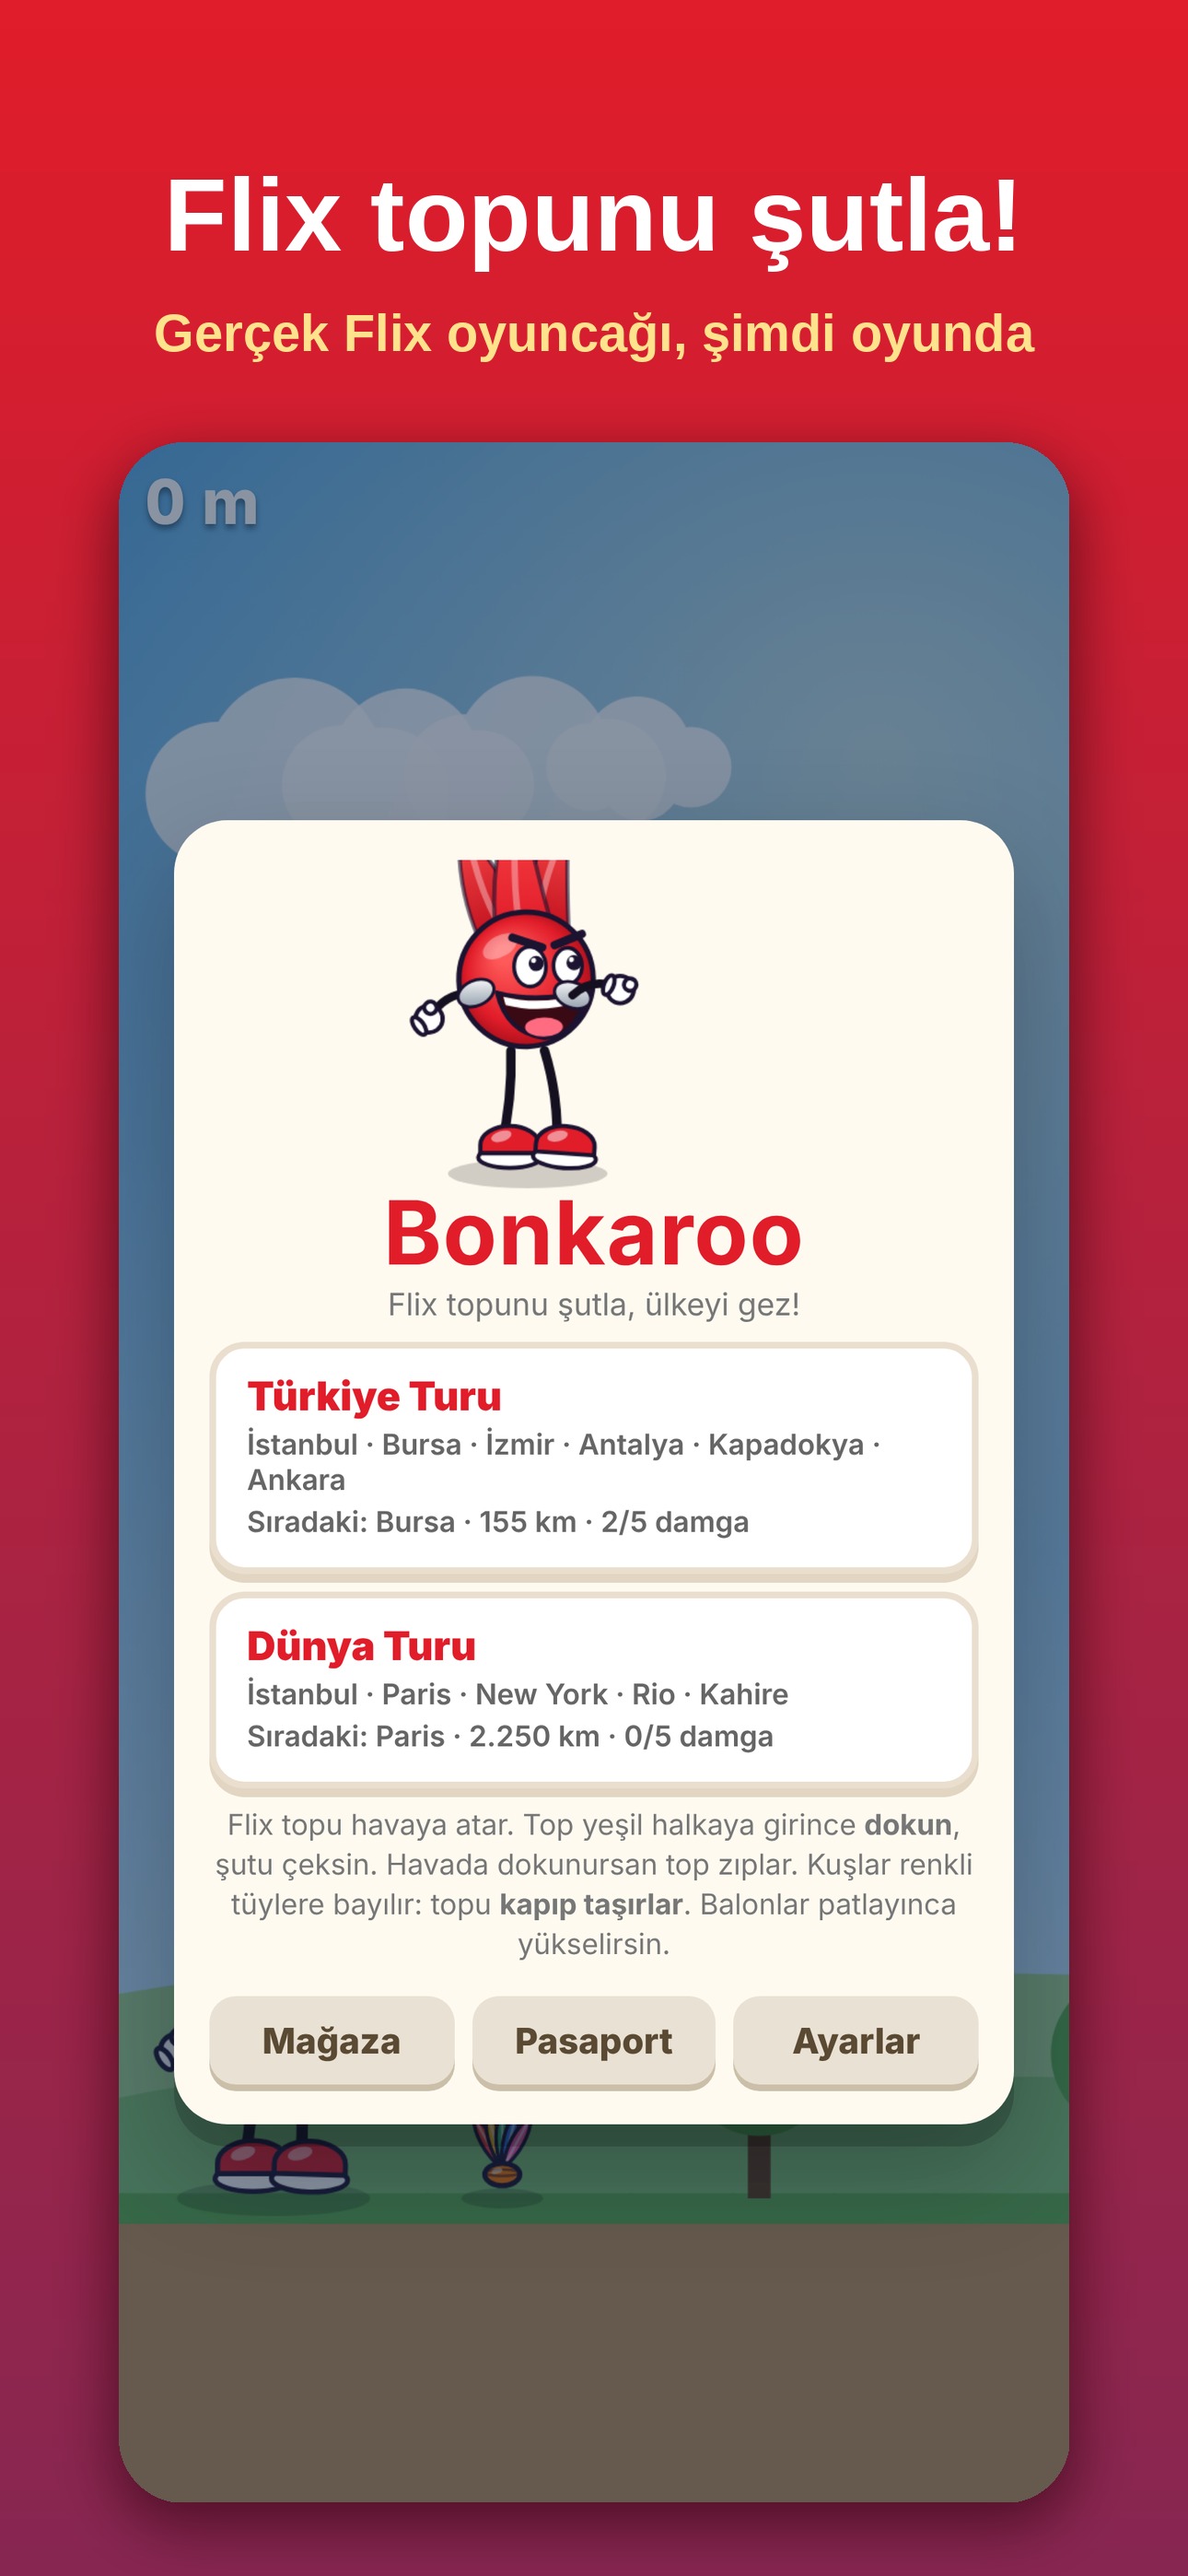 Flix topunu şutla!
Gerçek Flix oyuncağı, şimdi oyunda
0 m
Bonkaroo
Flix topunu şutla, ülkeyi gez!
Türkiye Turu
İstanbul · Bursa · İzmir · Antalya · Kapadokya ·
Ankara
Sıradaki: Bursa · 155 km · 2/5 damga
Dünya Turu
İstanbul · Paris · New York · Rio · Kahire
Sıradaki: Paris · 2.250 km · 0/5 damga
Flix topu havaya atar. Top yeşil halkaya girince dokun,
şutu çeksin. Havada dokunursan top zıplar. Kuşlar renkli
tüylere bayılır: topu kapıp taşırlar. Balonlar patlayınca
yükselirsin.
Mağaza
Pasaport
Ayarlar